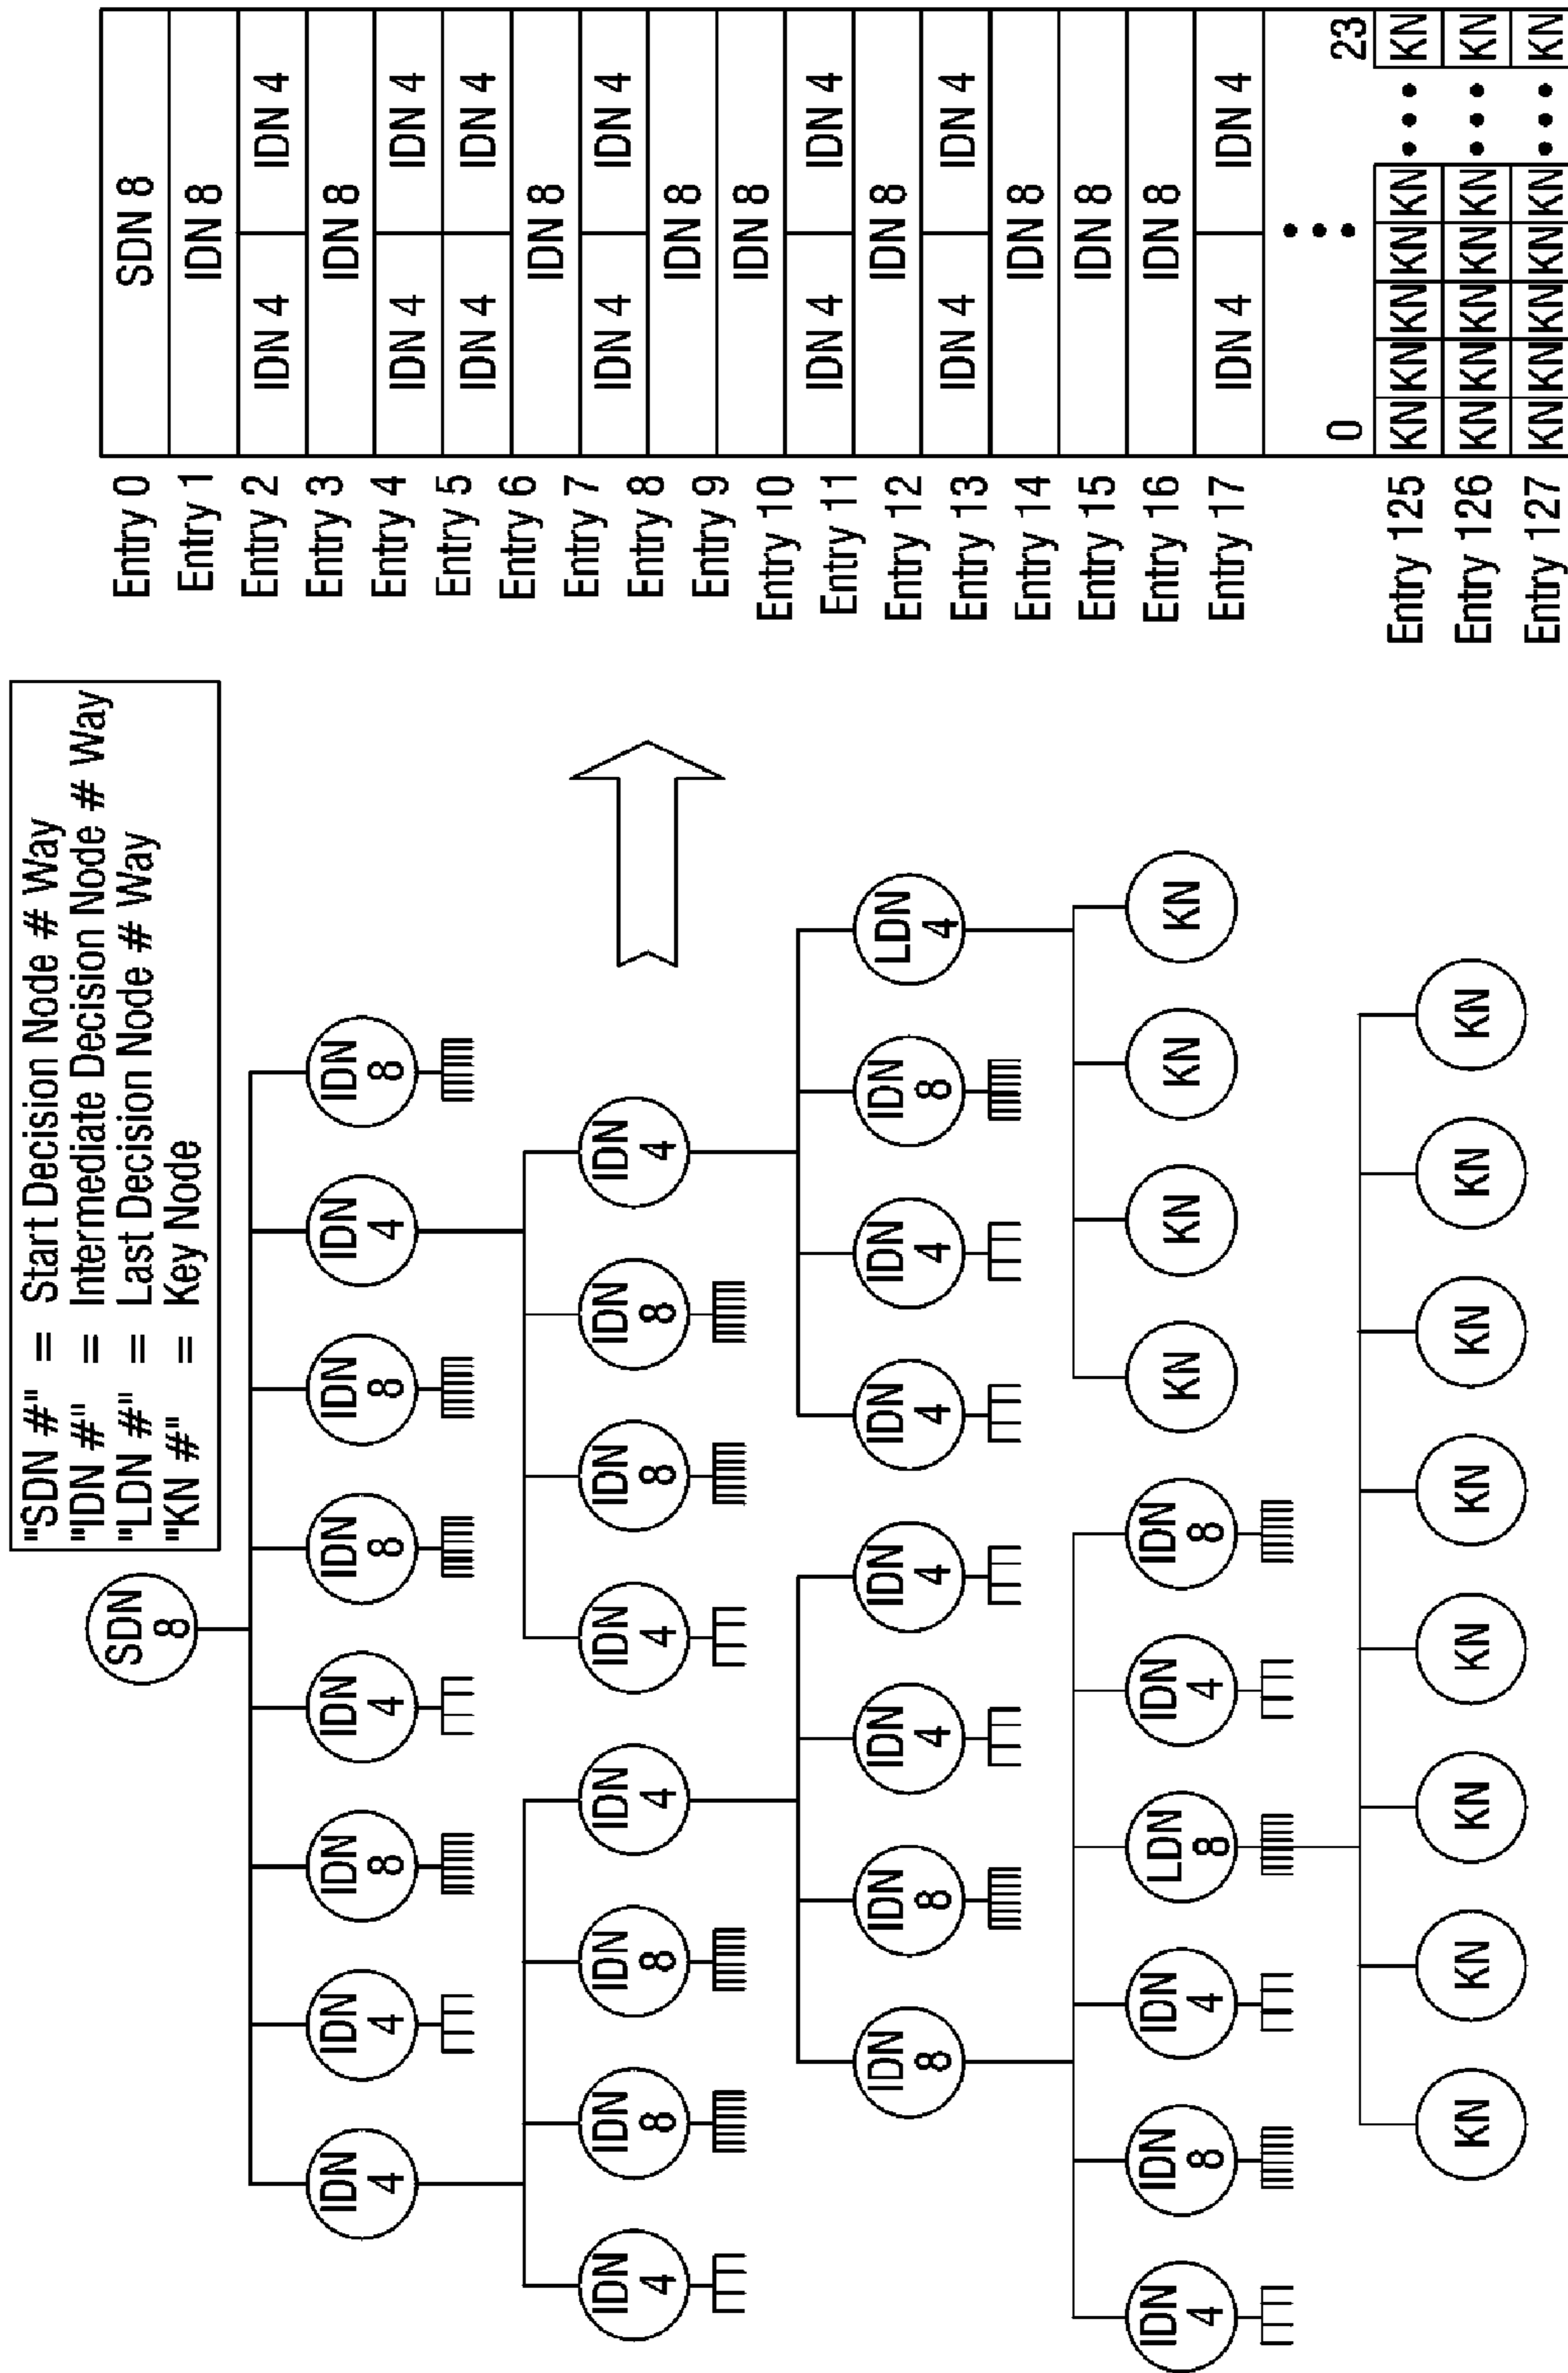 "SDN #" = Start Decision Node # Way
"IDN #" = Intermediate Decision Node # Way
"LDN #" = Last Decision Node # Way
"KN #" = Key Node
SDN 8
IDN 4 IDN 4 IDN 8 IDN 4 IDN 8 IDN 8 IDN 4 IDN 8
IDN 4 IDN 8 IDN 8 IDN 4 IDN 4 IDN 8 IDN 8 IDN 4
IDN 8 IDN 8 IDN 4 IDN 4 IDN 4 IDN 4 IDN 8 LDN 4
IDN 4 IDN 8 IDN 4 LDN 8 IDN 4 IDN 8 KN KN KN KN
KN KN KN KN KN KN KN KN
Entry 0 SDN 8
Entry 1 IDN 8
Entry 2 IDN 4 IDN 4
Entry 3 IDN 8
Entry 4 IDN 4 IDN 4
Entry 5 IDN 4 IDN 4
Entry 6 IDN 8
Entry 7 IDN 4 IDN 4
Entry 8 IDN 8
Entry 9 IDN 8
Entry 10 IDN 4 IDN 4
Entry 11 IDN 8
Entry 12 IDN 4 IDN 4
Entry 13 IDN 8
Entry 14 IDN 8
Entry 15 IDN 8
Entry 16 IDN 4 IDN 4
Entry 17
0 23
Entry 125 KN KN KN KN KN ••• KN
Entry 126 KN KN KN KN KN ••• KN
Entry 127 KN KN KN KN KN ••• KN